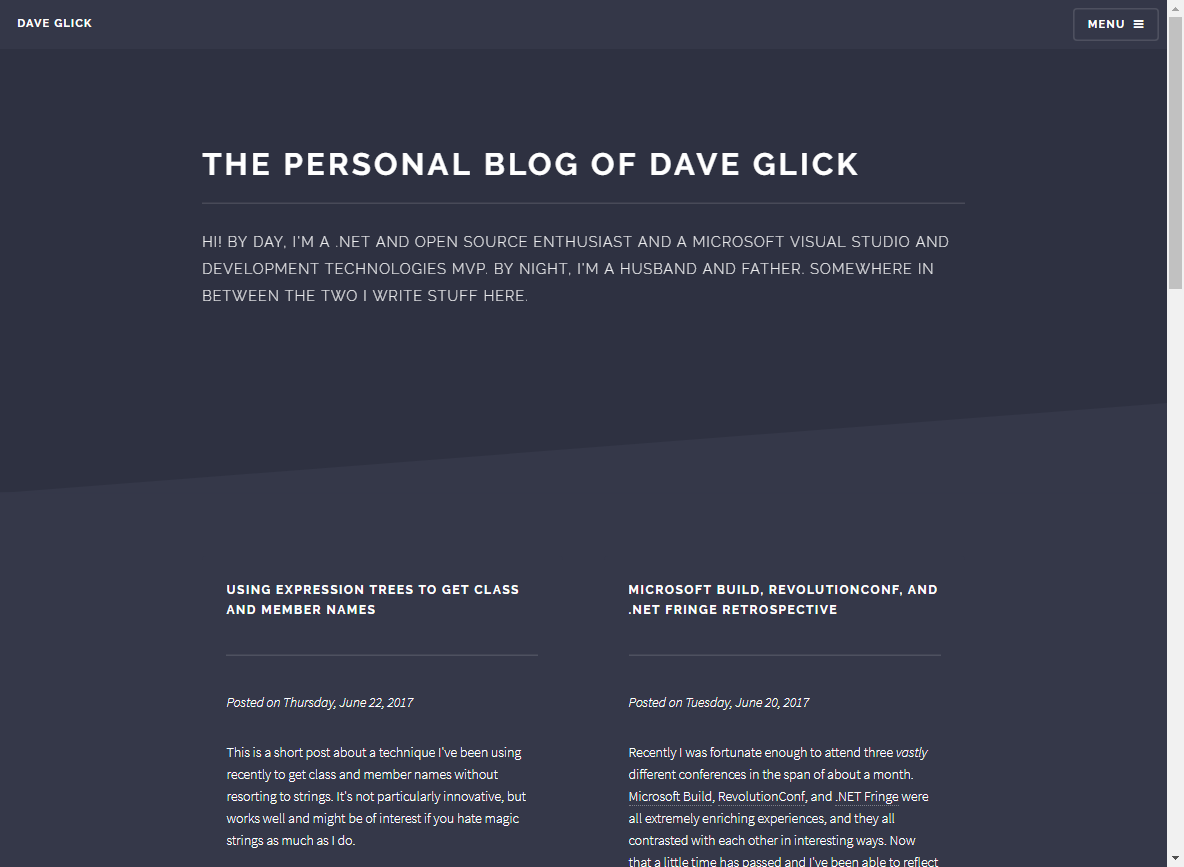 DAVE GLICK
MENU
THE PERSONAL BLOG OF DAVE GLICK
HI! BY DAY, I'M A .NET AND OPEN SOURCE ENTHUSIAST AND A MICROSOFT VISUAL STUDIO AND
DEVELOPMENT TECHNOLOGIES MVP. BY NIGHT, I'M A HUSBAND AND FATHER. SOMEWHERE IN
BETWEEN THE TWO I WRITE STUFF HERE.
USING EXPRESSION TREES TO GET CLASS
AND MEMBER NAMES
Posted on Thursday, June 22, 2017
This is a short post about a technique I've been using
recently to get class and member names without
resorting to strings. It's not particularly innovative, but
works well and might be of interest if you hate magic
strings as much as I do.
MICROSOFT BUILD, REVOLUTIONCONF, AND
.NET FRINGE RETROSPECTIVE
Posted on Tuesday, June 20, 2017
Recently I was fortunate enough to attend three vastly
different conferences in the span of about a month.
Microsoft Build, RevolutionConf, and .NET Fringe were
all extremely enriching experiences, and they all
contrasted with each other in interesting ways. Now
that a little time has passed and I've been able to reflect